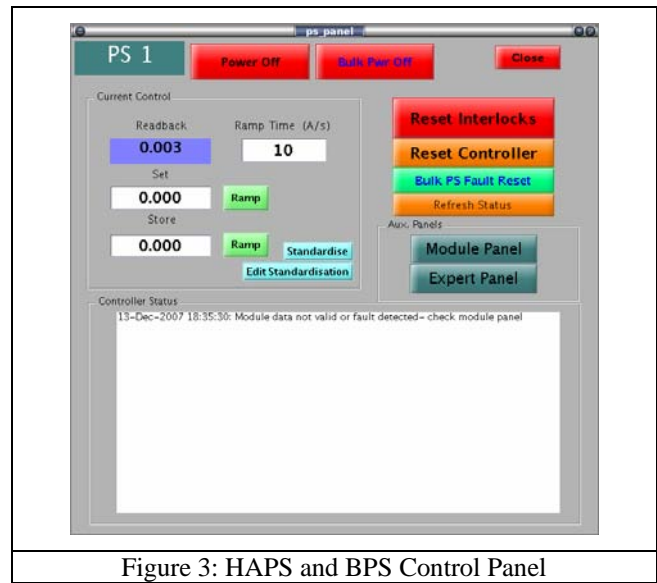 ps_panel
PS 1
Power Off
Bulk Pwr Off
Close
Current Control
Readback
Ramp Time (A/s)
0.003
10
Set
0.000
Ramp
Store
0.000
Ramp
Standardise
Edit Standardisation
Reset Interlocks
Reset Controller
Bulk PS Fault Reset
Refresh Status
Aux. Panels
Module Panel
Expert Panel
Controller Status
13-Dec-2007 18:35:30: Module data not valid or fault detected- check module panel
Figure 3: HAPS and BPS Control Panel